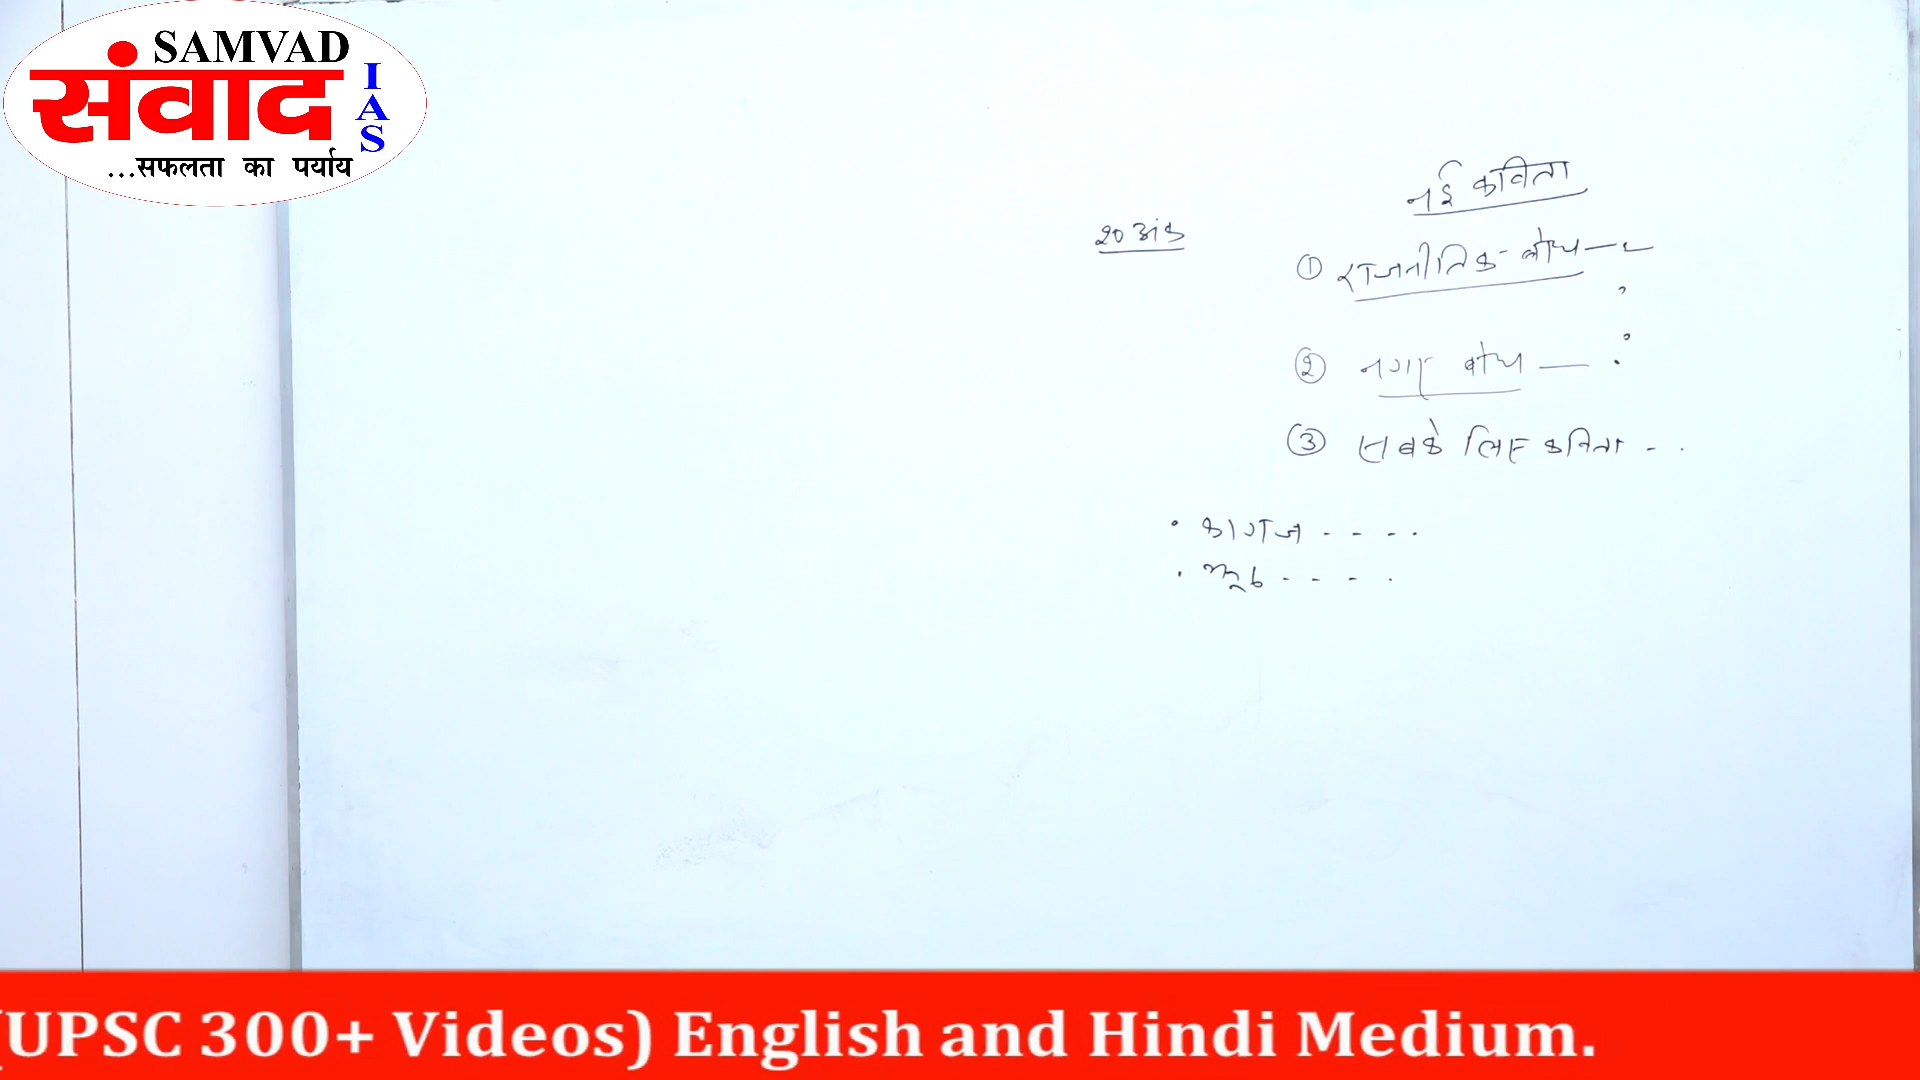 SAMVAD
संवाद
IAS
...सफलता का पर्याय
नई कविता
२० अंक
① राजनीतिक-बोध —
② नगर बोध —
③ सबके लिए कविता - -
• कागज - - - -
• झूठ - - - -
(UPSC 300+ Videos) English and Hindi Medium.